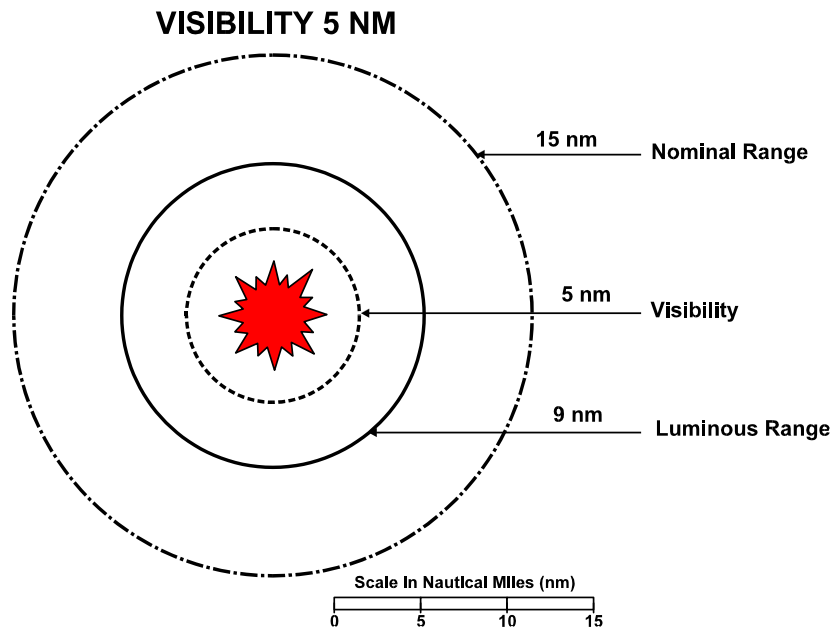 VISIBILITY 5 NM
15 nm
Nominal Range
5 nm
Visibility
9 nm
Luminous Range
Scale In Nautical Miles (nm)
0 5 10 15